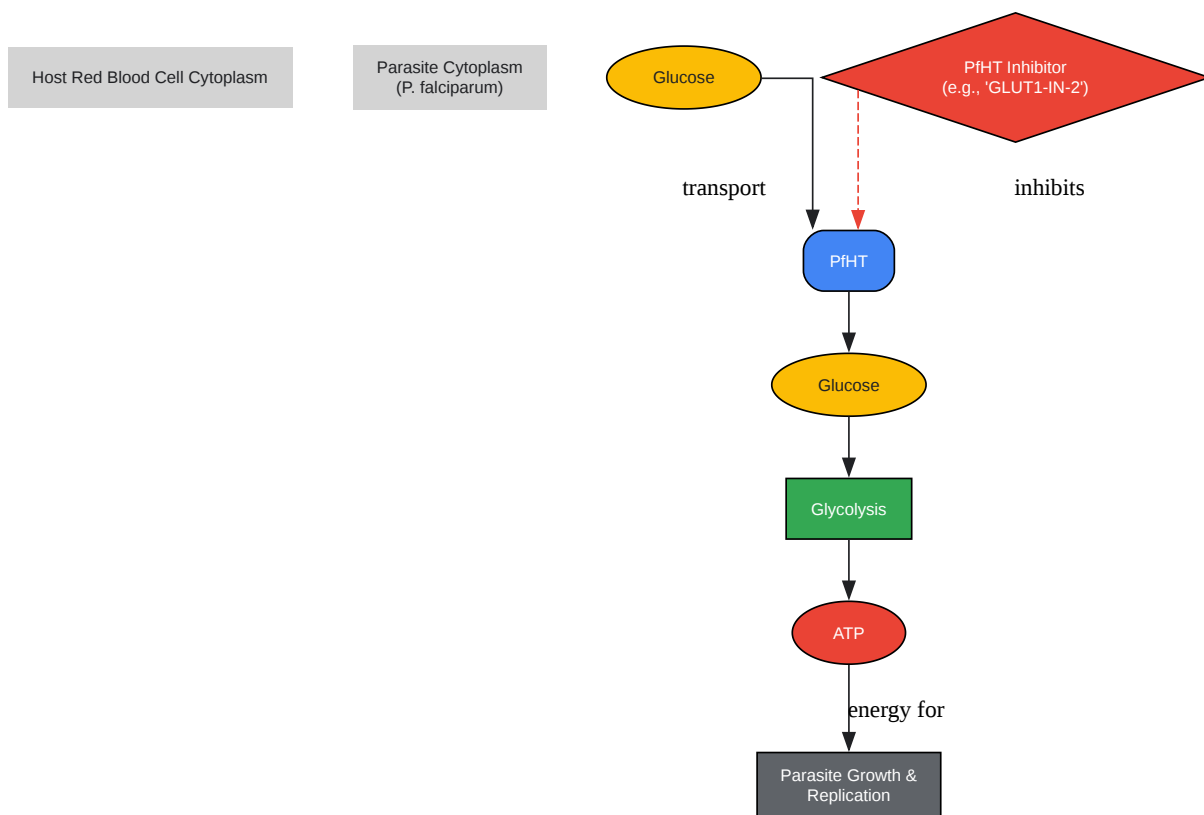 Host Red Blood Cell Cytoplasm
Parasite Cytoplasm
(P. falciparum)
Glucose
PfHT Inhibitor
(e.g., 'GLUT1-IN-2')
transport
inhibits
PfHT
Glucose
Glycolysis
ATP
energy for
Parasite Growth &
Replication